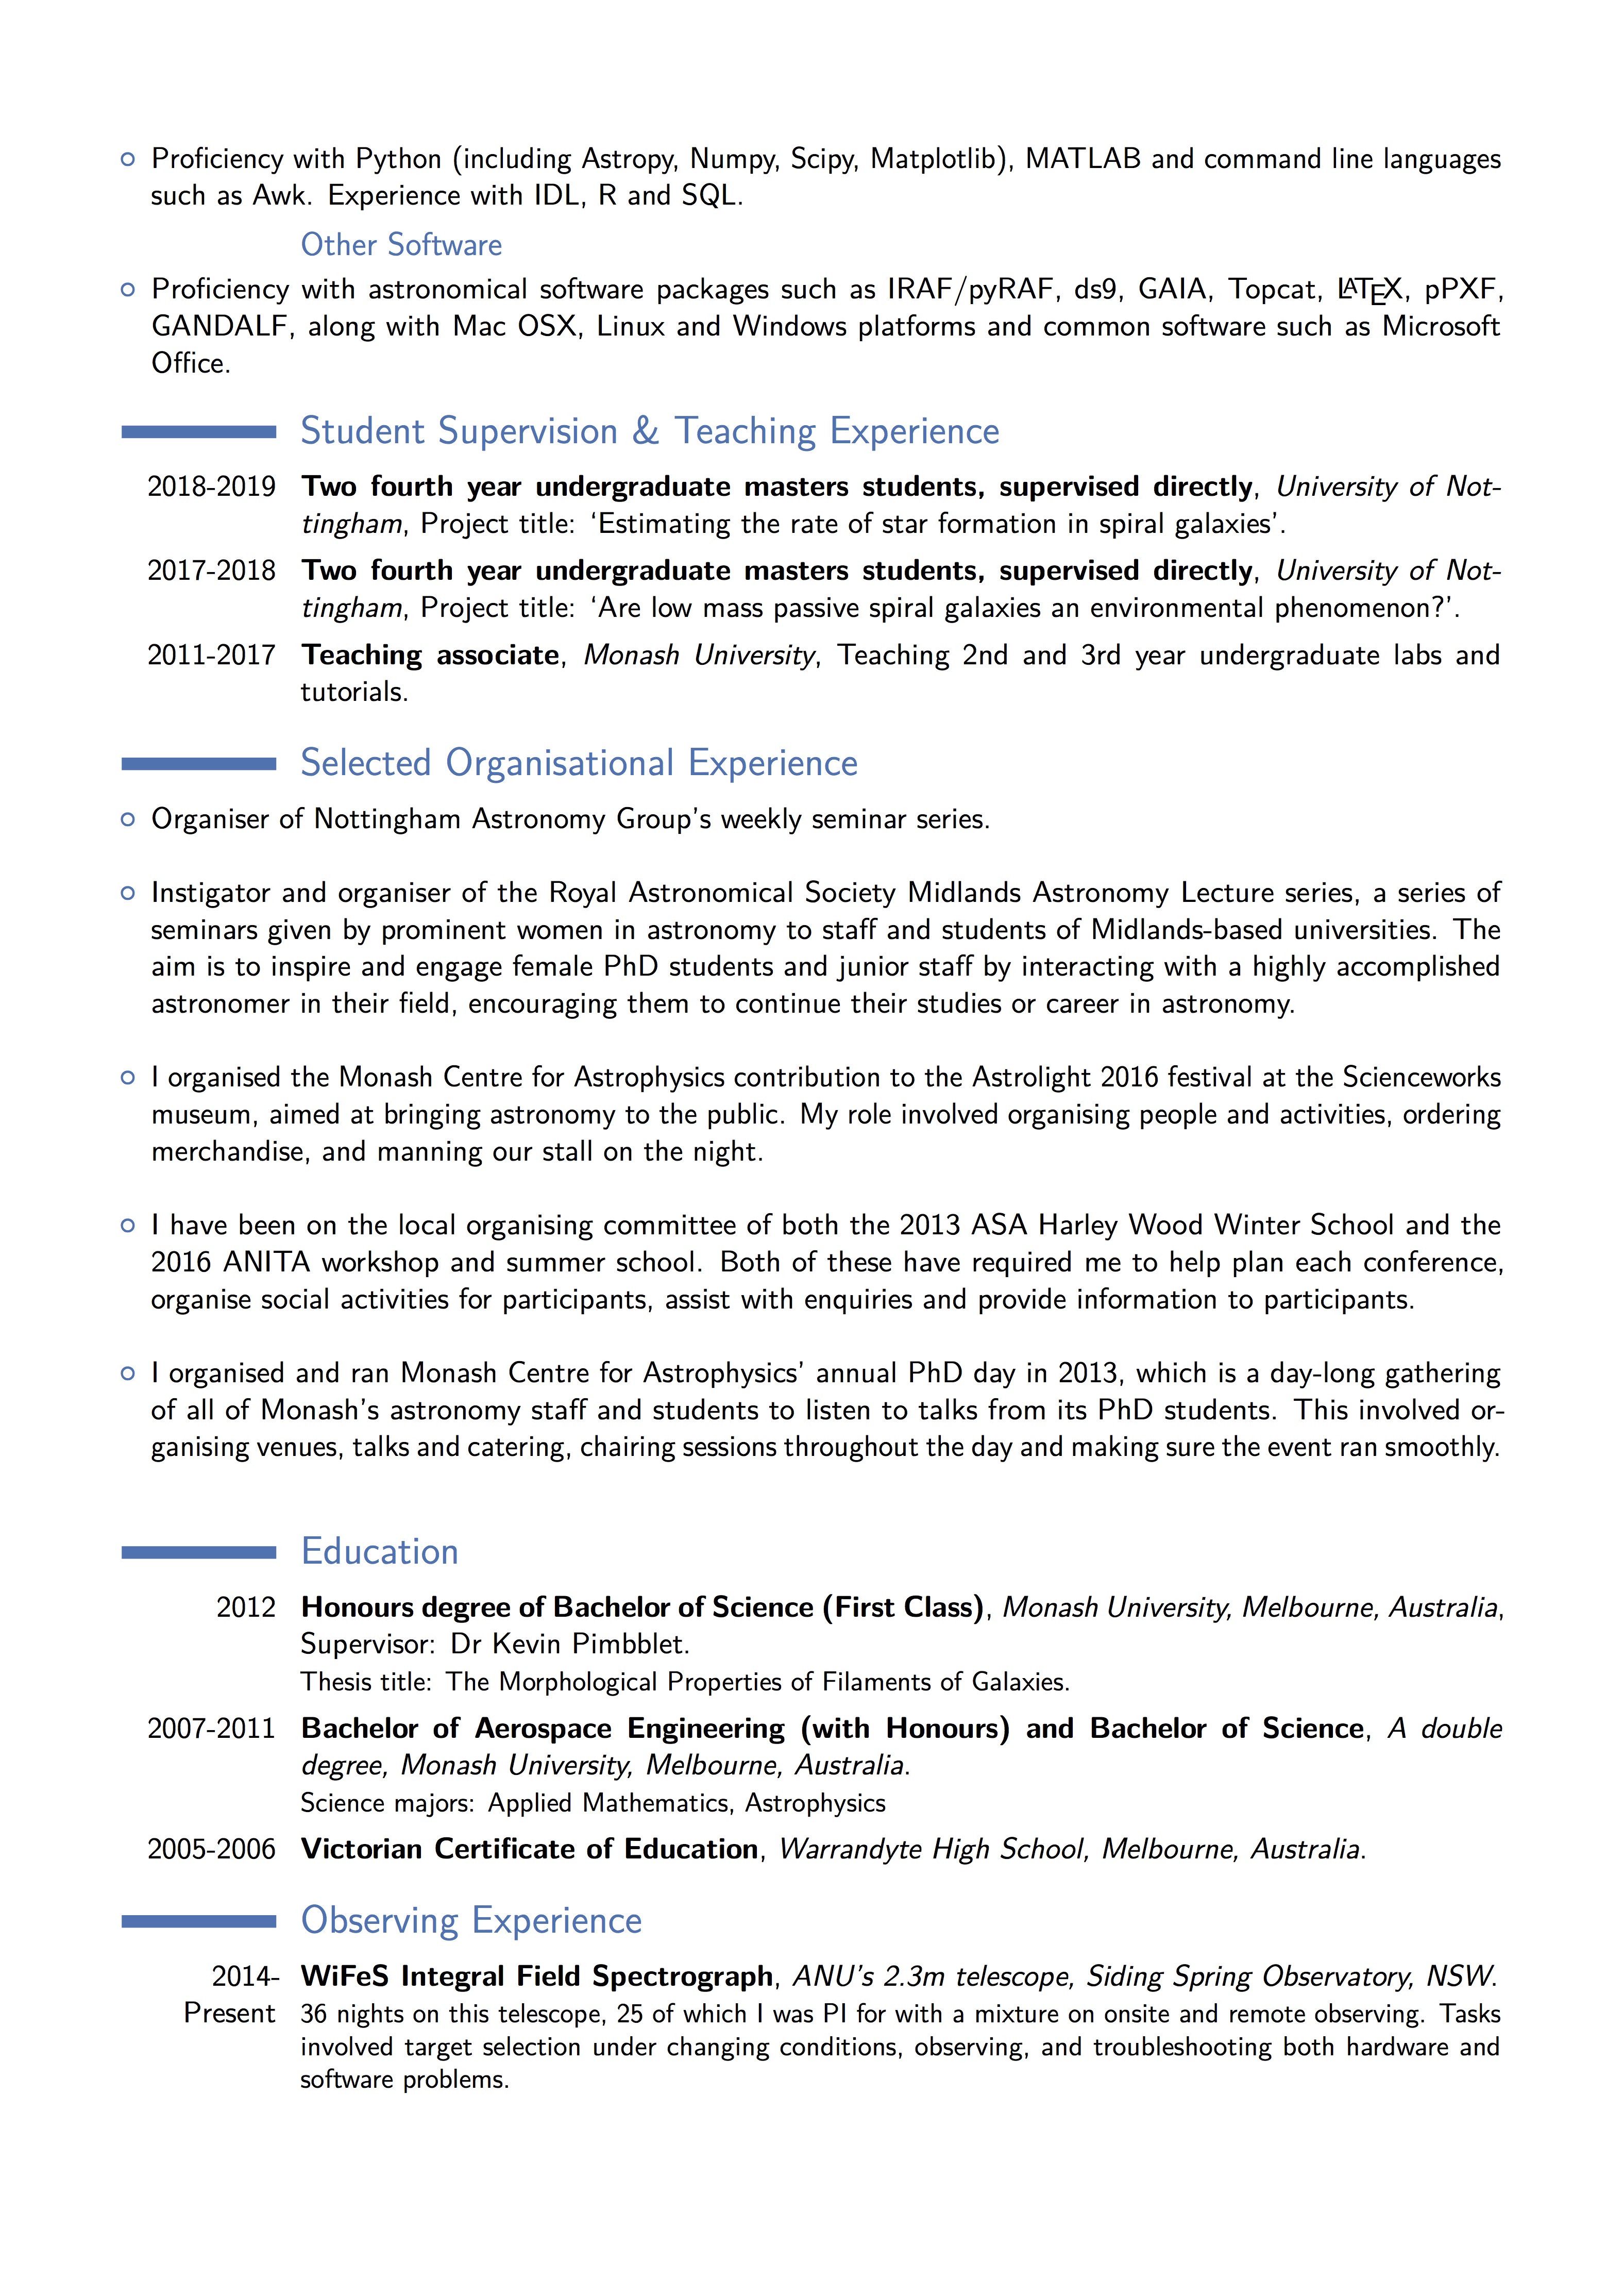 Proficiency with Python (including Astropy, Numpy, Scipy, Matplotlib), MATLAB and command line languages
such as Awk. Experience with IDL, R and SQL.
Other Software
Proficiency with astronomical software packages such as IRAF/pyRAF, ds9, GAIA, Topcat, LATEX, pPXF,
GANDALF, along with Mac OSX, Linux and Windows platforms and common software such as Microsoft
Office.
Student Supervision & Teaching Experience
2018-2019 Two fourth year undergraduate masters students, supervised directly, University of Not-
tingham, Project title: ‘Estimating the rate of star formation in spiral galaxies’.
2017-2018 Two fourth year undergraduate masters students, supervised directly, University of Not-
tingham, Project title: ‘Are low mass passive spiral galaxies an environmental phenomenon?’.
2011-2017 Teaching associate, Monash University, Teaching 2nd and 3rd year undergraduate labs and
tutorials.
Selected Organisational Experience
Organiser of Nottingham Astronomy Group’s weekly seminar series.
Instigator and organiser of the Royal Astronomical Society Midlands Astronomy Lecture series, a series of
seminars given by prominent women in astronomy to staff and students of Midlands-based universities. The
aim is to inspire and engage female PhD students and junior staff by interacting with a highly accomplished
astronomer in their field, encouraging them to continue their studies or career in astronomy.
I organised the Monash Centre for Astrophysics contribution to the Astrolight 2016 festival at the Scienceworks
museum, aimed at bringing astronomy to the public. My role involved organising people and activities, ordering
merchandise, and manning our stall on the night.
I have been on the local organising committee of both the 2013 ASA Harley Wood Winter School and the
2016 ANITA workshop and summer school. Both of these have required me to help plan each conference,
organise social activities for participants, assist with enquiries and provide information to participants.
I organised and ran Monash Centre for Astrophysics’ annual PhD day in 2013, which is a day-long gathering
of all of Monash’s astronomy staff and students to listen to talks from its PhD students. This involved or-
ganising venues, talks and catering, chairing sessions throughout the day and making sure the event ran smoothly.
Education
2012 Honours degree of Bachelor of Science (First Class), Monash University, Melbourne, Australia,
Supervisor: Dr Kevin Pimbblet.
Thesis title: The Morphological Properties of Filaments of Galaxies.
2007-2011 Bachelor of Aerospace Engineering (with Honours) and Bachelor of Science, A double
degree, Monash University, Melbourne, Australia.
Science majors: Applied Mathematics, Astrophysics
2005-2006 Victorian Certificate of Education, Warrandyte High School, Melbourne, Australia.
Observing Experience
2014- WiFeS Integral Field Spectrograph, ANU’s 2.3m telescope, Siding Spring Observatory, NSW.
Present 36 nights on this telescope, 25 of which I was PI for with a mixture on onsite and remote observing. Tasks
involved target selection under changing conditions, observing, and troubleshooting both hardware and
software problems.